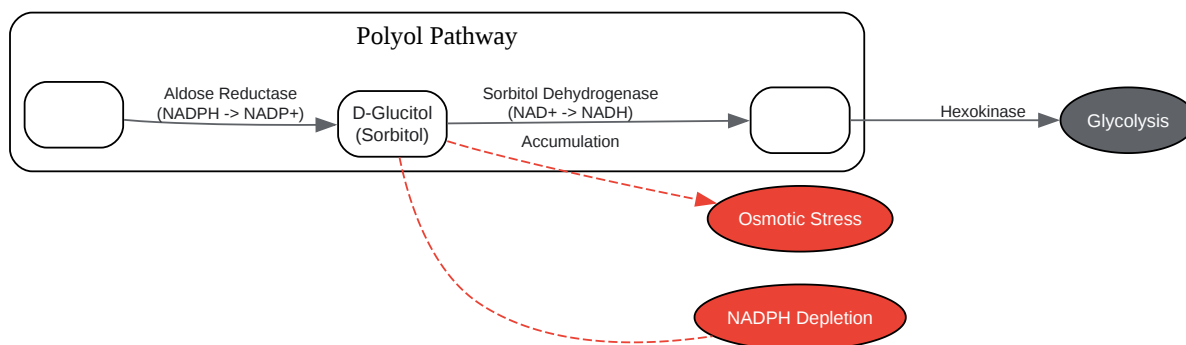 Polyol Pathway
Aldose Reductase
(NADPH -> NADP+)
D-Glucitol
(Sorbitol)
Sorbitol Dehydrogenase
(NAD+ -> NADH)
Accumulation
Hexokinase
Glycolysis
Osmotic Stress
NADPH Depletion